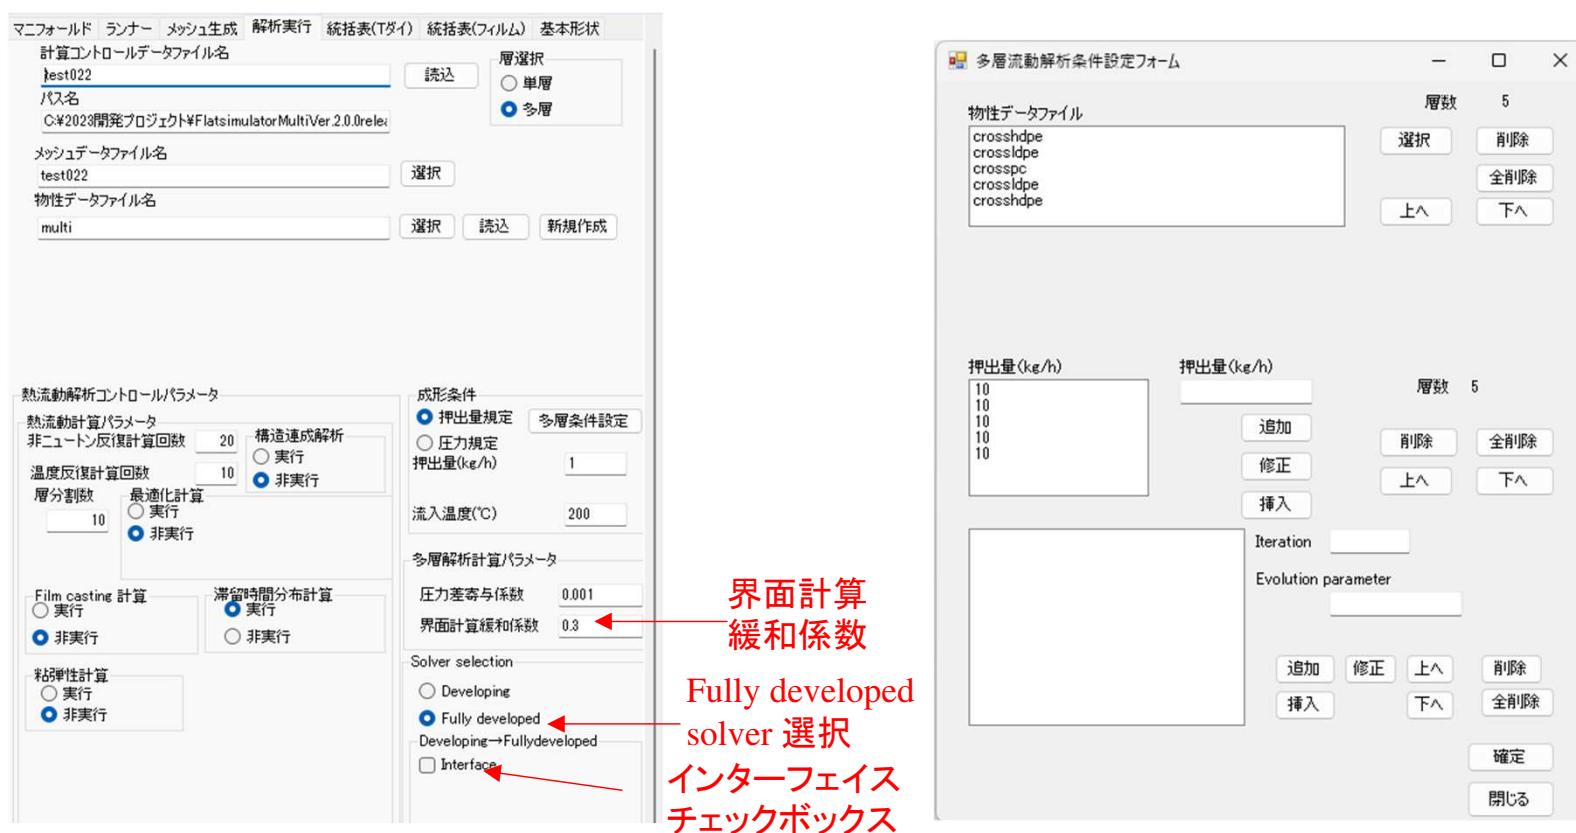 マニフォールド ランナー メッシュ生成 解析実行 統括表(Tダイ) 統括表(フィルム) 基本形状
計算コントロールデータファイル名
test022
読込
パス名
C:¥2023開発プロジェクト¥FlatsimulatorMultiVer.2.0.0rele
層選択
単層
多層
メッシュデータファイル名
test022
選択
物性データファイル名
multi
選択 読込 新規作成
熱流動解析コントロールパラメータ
熱流動計算パラメータ
非ニュートン反復計算回数 20
温度反復計算回数 10
層分割数
10
構造連成解析
実行
非実行
最適化計算
実行
非実行
Film casting 計算
実行
非実行
滞留時間分布計算
実行
非実行
粘弾性計算
実行
非実行
成形条件
押出量規定 多層条件設定
圧力規定
押出量(kg/h) 1
流入温度(℃) 200
多層解析計算パラメータ
圧力差寄与係数 0.001
界面計算緩和係数 0.3
Solver selection
Developing
Fully developed
Developing→Fullydeveloped
Interface
界面計算
緩和係数
Fully developed
solver 選択
インターフェイス
チェックボックス
多層流動解析条件設定フォーム
物性データファイル
層数 5
crosshdpe
crossldpe
crosspc
crossldpe
crosshdpe
選択 削除
全削除
上へ 下へ
押出量(kg/h)
10
10
10
10
10
押出量(kg/h)
層数 5
追加
修正
挿入
削除 全削除
上へ 下へ
Iteration
Evolution parameter
追加 修正 上へ 削除
挿入 下へ 全削除
確定
閉じる